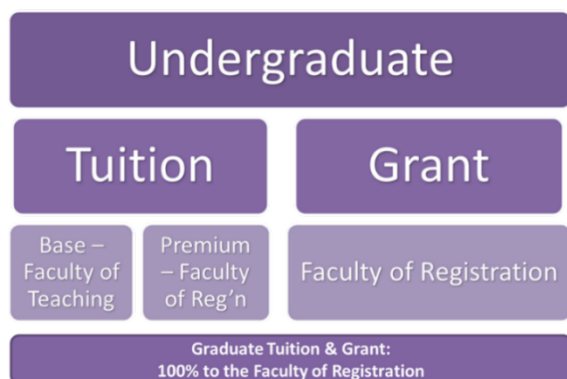 Undergraduate
Tuition
Grant
Base –
Faculty of
Teaching
Premium
– Faculty
of Reg'n
Faculty of Registration
Graduate Tuition & Grant:
100% to the Faculty of Registration